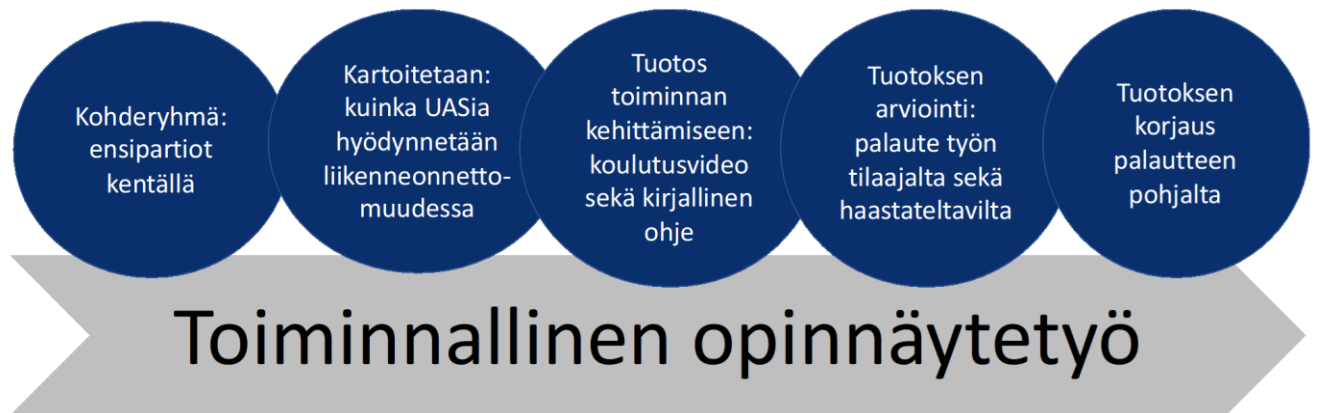 Kohderyhmä:
ensipartiot
kentällä
Kartoitetaan:
kuinka UASia
hyödynnetään
liikenneonnetto-
muudessa
Tuotos
toiminnan
kehittämiseen:
koulutusvideo
sekä kirjallinen
ohje
Tuotoksen
arviointi:
palaute työn
tilaajalta sekä
haastateltavilta
Tuotoksen
korjaus
palautteen
pohjalta
Toiminnallinen opinnäytetyö